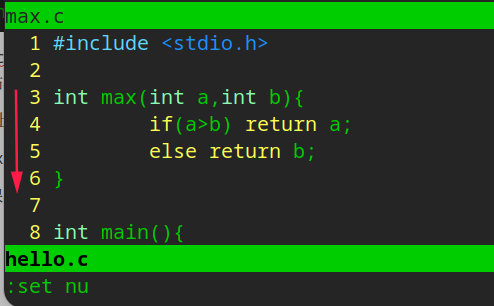 max.c
1 #include <stdio.h>
2
3 int max(int a,int b){
4         if(a>b) return a;
5         else return b;
6 }
7
8 int main(){
hello.c
:set nu